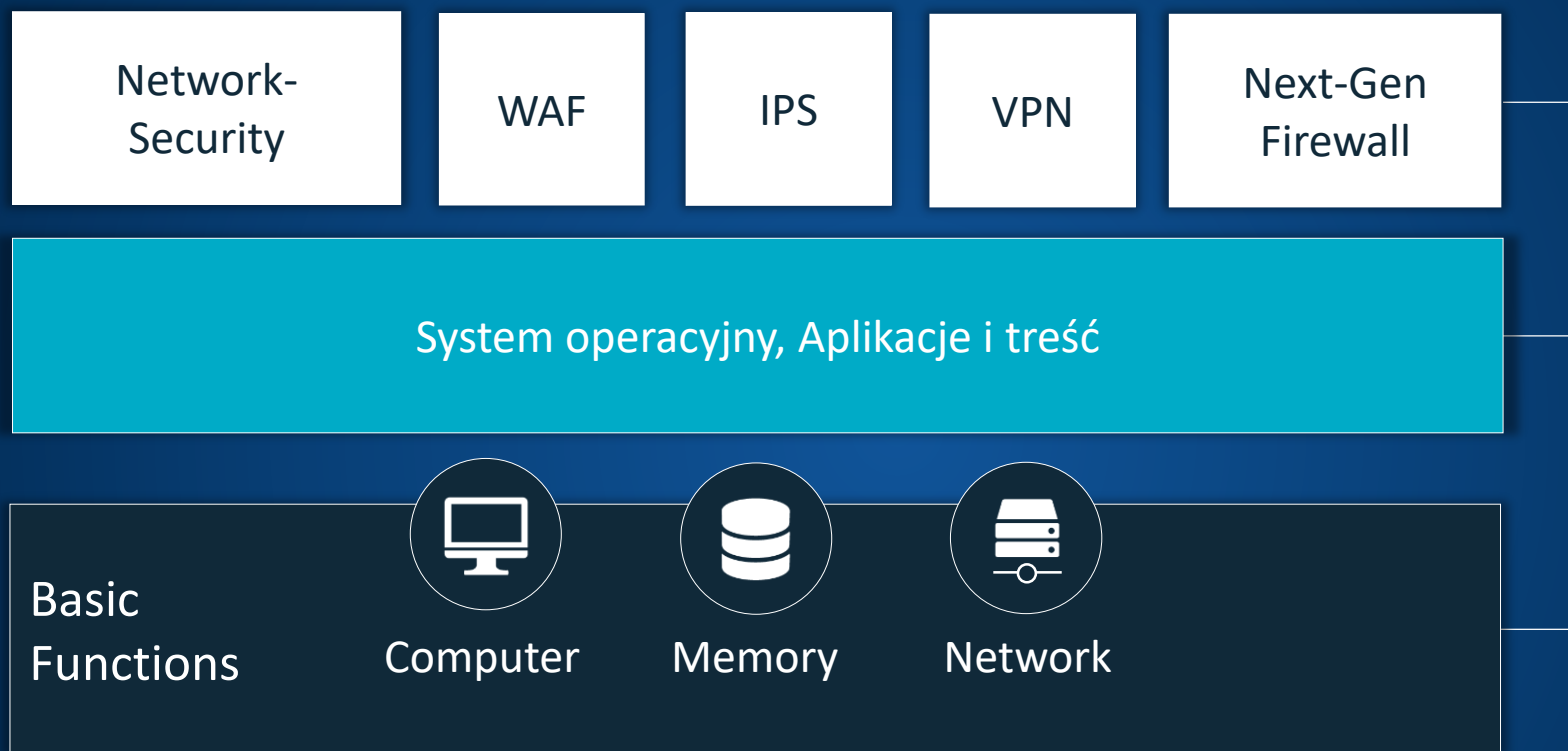 Network-
Security
WAF
IPS
VPN
Next-Gen
Firewall
System operacyjny, Aplikacje i treść
Basic
Functions
Computer
Memory
Network